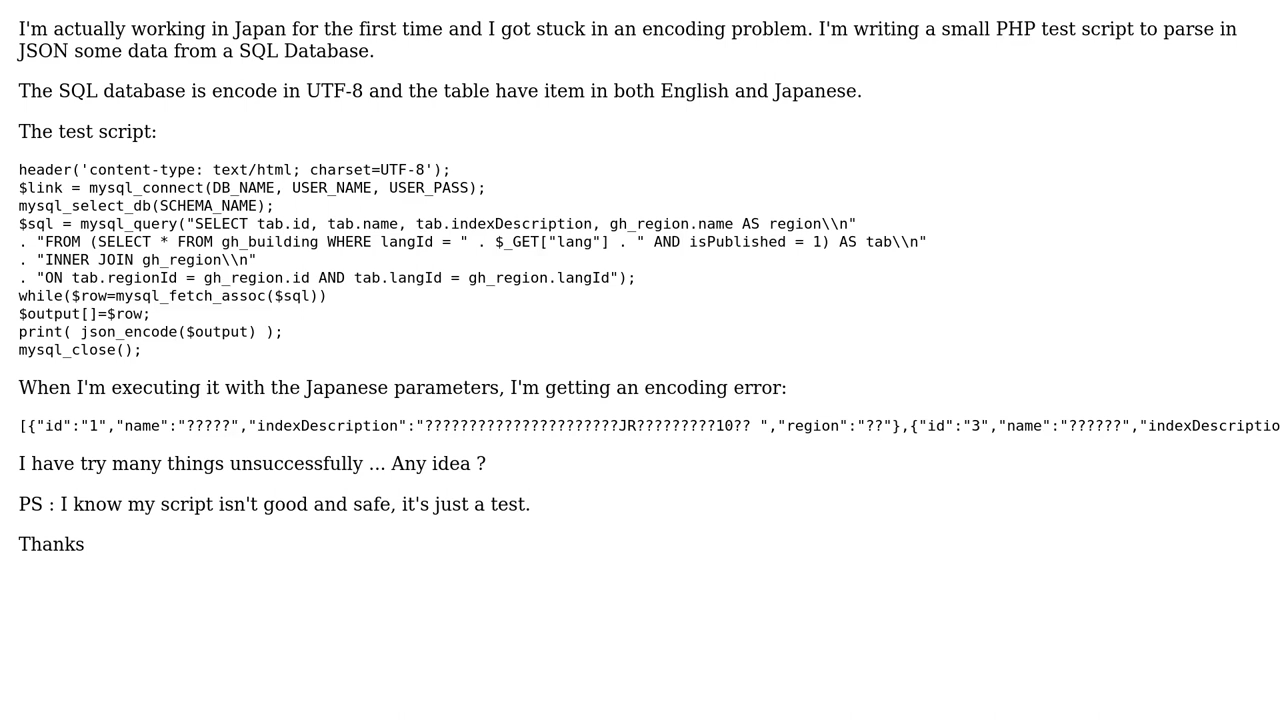 I'm actually working in Japan for the first time and I got stuck in an encoding problem. I'm writing a small PHP test script to parse in
JSON some data from a SQL Database.
The SQL database is encode in UTF-8 and the table have item in both English and Japanese.
The test script:
header('content-type: text/html; charset=UTF-8');
$link = mysql_connect(DB_NAME, USER_NAME, USER_PASS);
mysql_select_db(SCHEMA_NAME);
$sql = mysql_query("SELECT tab.id, tab.name, tab.indexDescription, gh_region.name AS region\\n"
. "FROM (SELECT * FROM gh_building WHERE langId = " . $_GET["lang"] . " AND isPublished = 1) AS tab\\n"
. "INNER JOIN gh_region\\n"
. "ON tab.regionId = gh_region.id AND tab.langId = gh_region.langId");
while($row=mysql_fetch_assoc($sql))
$output[]=$row;
print( json_encode($output) );
mysql_close();
When I'm executing it with the Japanese parameters, I'm getting an encoding error:
[{"id":"1","name":"?????","indexDescription":"??????????????????????JR?????????10?? ","region":"??"},{"id":"3","name":"??????","indexDescriptio
I have try many things unsuccessfully ... Any idea ?
PS : I know my script isn't good and safe, it's just a test.
Thanks